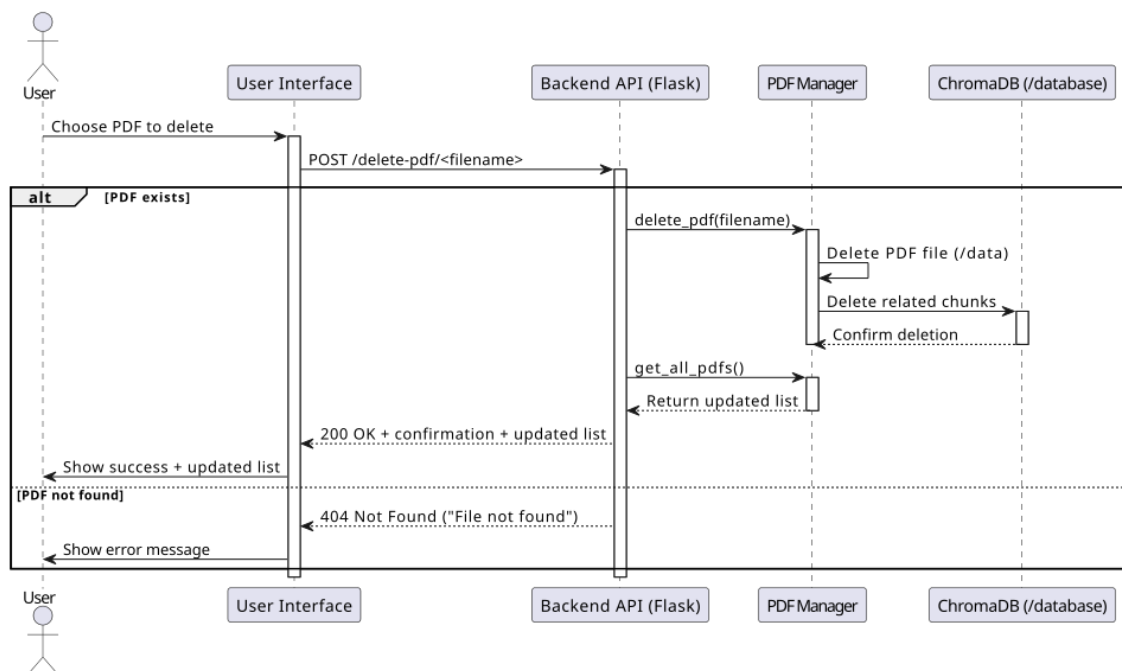 User
User Interface
Backend API (Flask)
PDF Manager
ChromaDB (/database)
Choose PDF to delete
POST /delete-pdf/<filename>
alt
[PDF exists]
delete_pdf(filename)
Delete PDF file (/data)
Delete related chunks
Confirm deletion
get_all_pdfs()
Return updated list
200 OK + confirmation + updated list
Show success + updated list
[PDF not found]
404 Not Found ("File not found")
Show error message
User
User Interface
Backend API (Flask)
PDF Manager
ChromaDB (/database)